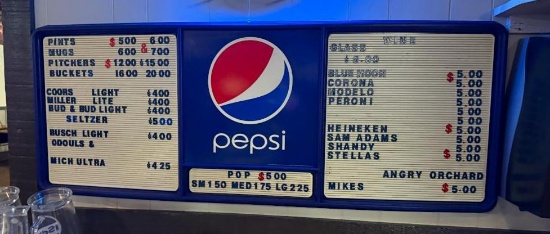 PINTS $500 600
MUGS 600 & 700
PITCHERS $1200 $1500
BUCKETS 1600 2000
COORS LIGHT $400
MILLER LITE $400
BUD & BUD LIGHT $400
SELTZER $500
BUSCH LIGHT $400
ODOULS &
MICH ULTRA $425
pepsi
POP $500
SM150 MED175 LG225
WINE
GLASS
BLUE MOON $5.00
CORONA 5.00
MODELO 5.00
PERONI 5.00
5.00
5.00
HEINEKEN $5.00
SAM ADAMS 5.00
SHANDY 5.00
STELLAS $5.00
ANGRY ORCHARD
MIKES $5.00